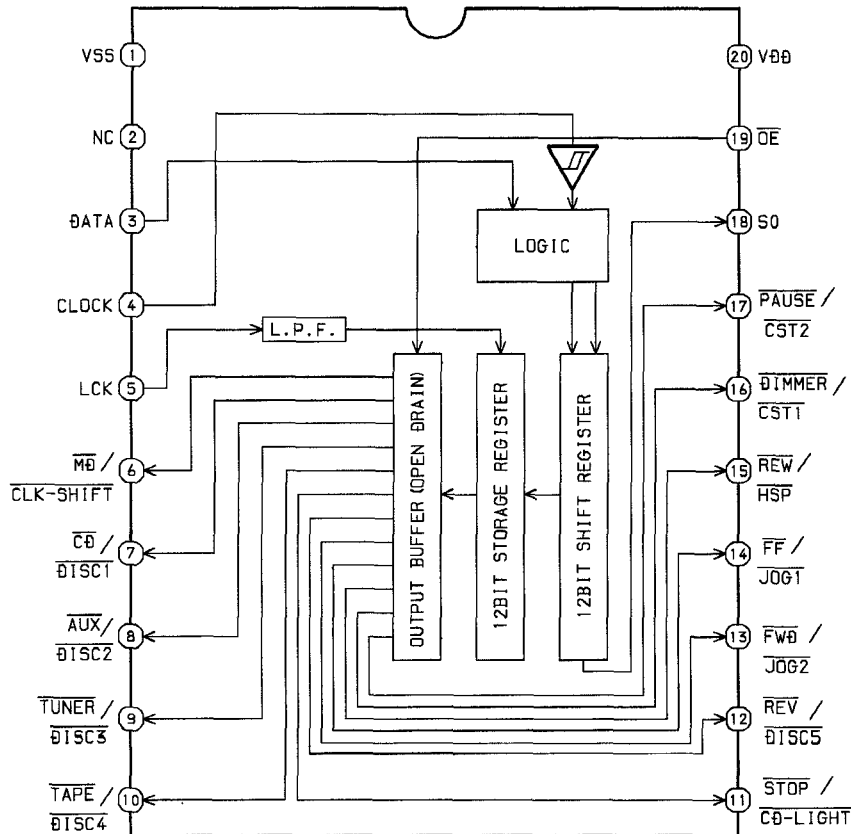 VSS 1
NC 2
DATA 3
CLOCK 4
LCK 5
MD/
CLK-SHIFT 6
CD/
DISC1 7
AUX/
DISC2 8
TUNER/
DISC3 9
TAPE/
DISC4 10
L.P.F.
LOGIC
OUTPUT BUFFER (OPEN DRAIN)
12BIT STORAGE REGISTER
12BIT SHIFT REGISTER
20 VDD
19 OE
18 SO
17 PAUSE/
CST2
16 DIMMER/
CST1
15 REW/
HSP
14 FF/
JOG1
13 FWD/
JOG2
12 REV/
DISC5
11 STOP/
CD-LIGHT